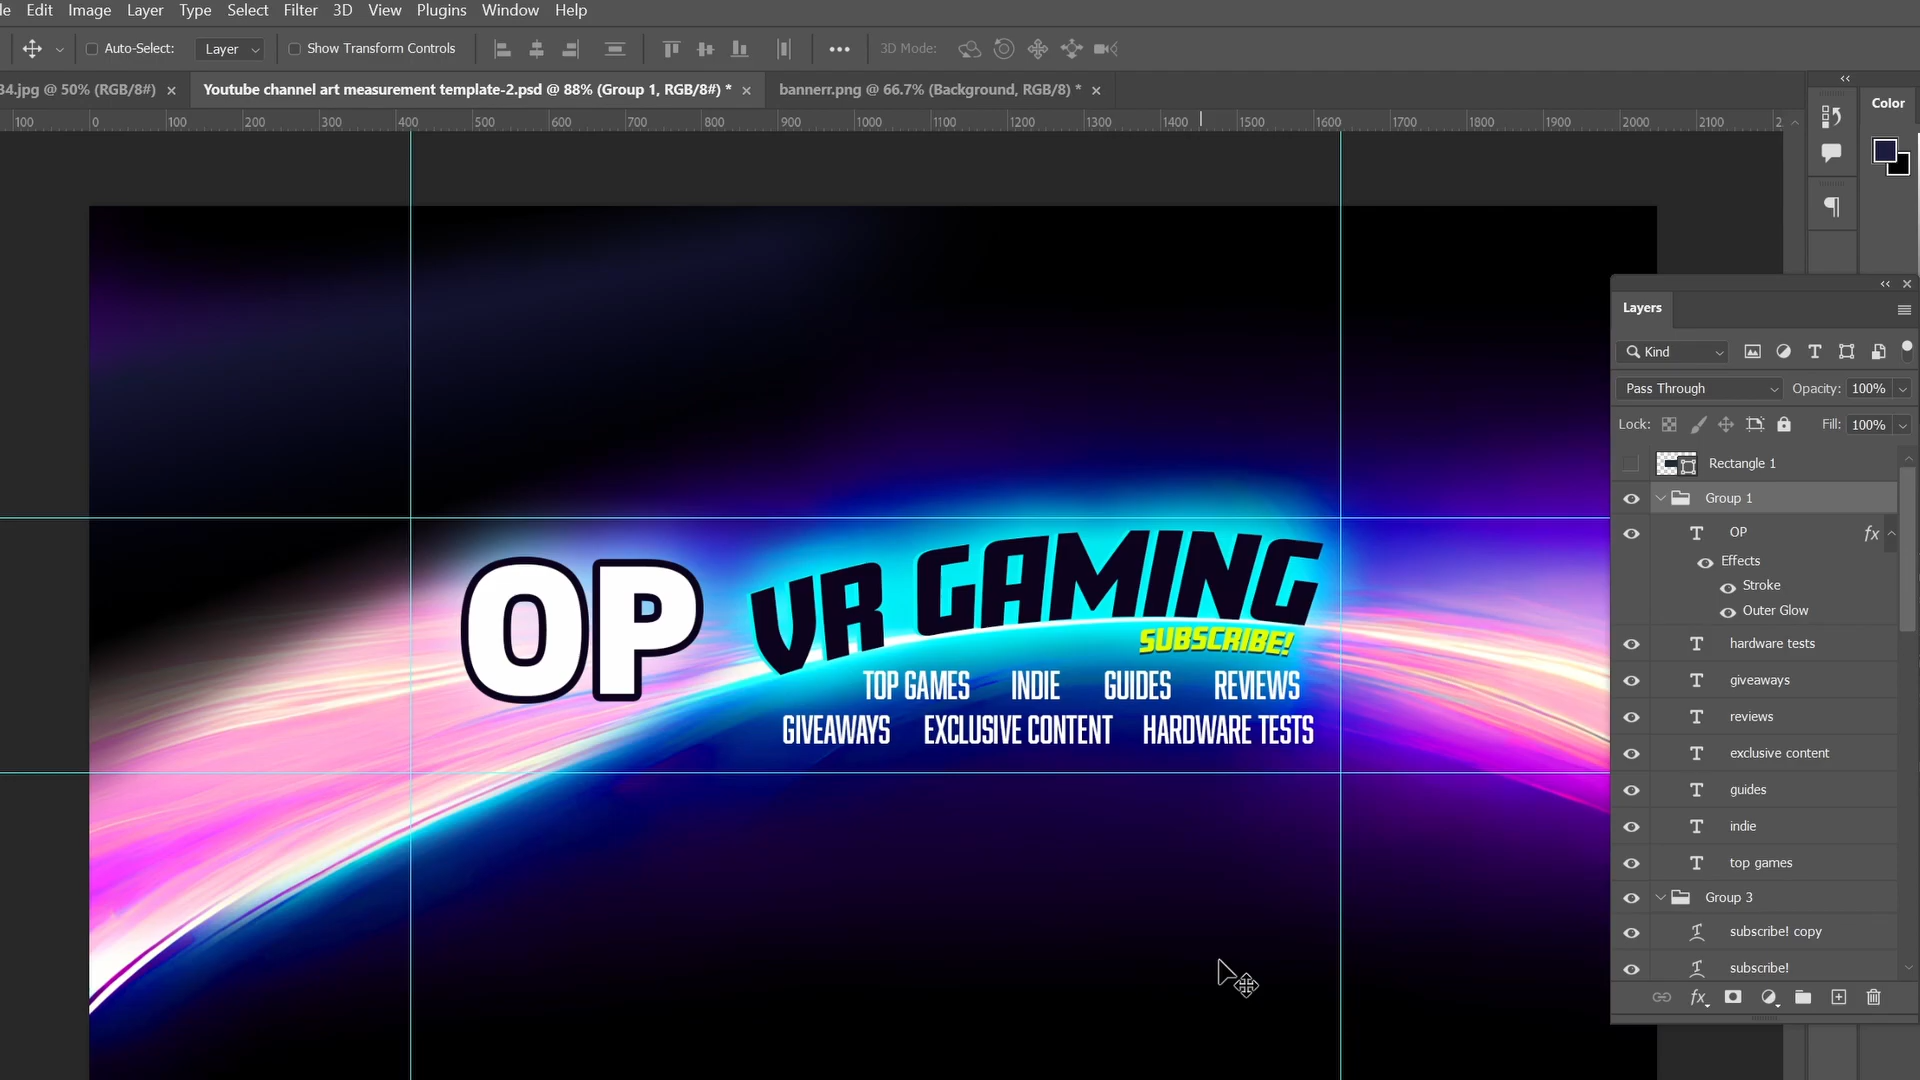 le Edit Image Layer Type Select Filter 3D View Plugins Window Help
Auto-Select: Layer Show Transform Controls 3D Mode:
34.jpg @ 50% (RGB/8#) Youtube channel art measurement template-2.psd @ 88% (Group 1, RGB/8#) * bannerr.png @ 66.7% (Background, RGB/8) *
100 0 100 200 300 400 500 600 700 800 900 1000 1100 1200 1300 1400 1500 1600 1700 1800 1900 2000 2100 2
Color
OP
VR GAMING
SUBSCRIBE!
TOP GAMES INDIE GUIDES REVIEWS
GIVEAWAYS EXCLUSIVE CONTENT HARDWARE TESTS
Layers
Kind
Pass Through Opacity: 100%
Lock: Fill: 100%
Rectangle 1
Group 1
OP fx
Effects
Stroke
Outer Glow
hardware tests
giveaways
reviews
exclusive content
guides
indie
top games
Group 3
subscribe! copy
subscribe!
fx